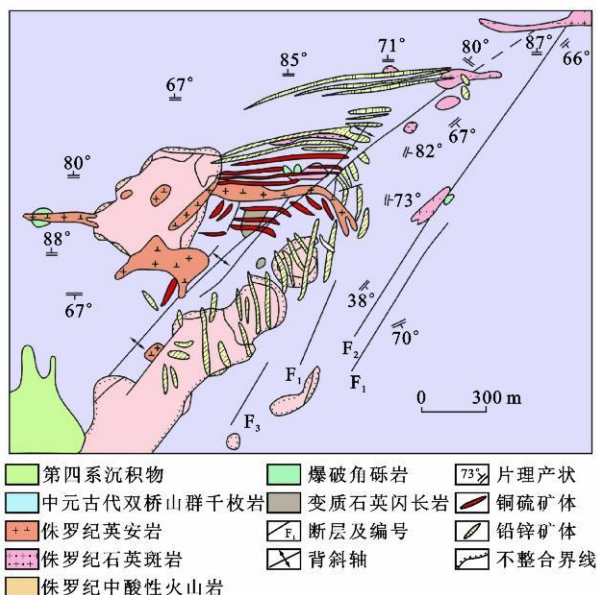 66°
87°
80°
71°
85°
67°
67°
82°
80°
73°
88°
67°
38°
70°
F₂
F₁
F₁
F₃
0 300 m
第四系沉积物 爆破角砾岩 73° 片理产状
中元古代双桥山群千枚岩 变质石英闪长岩 铜硫矿体
侏罗纪英安岩 F₁ 断层及编号 铅锌矿体
侏罗纪石英斑岩 背斜轴 不整合界线
侏罗纪中酸性火山岩